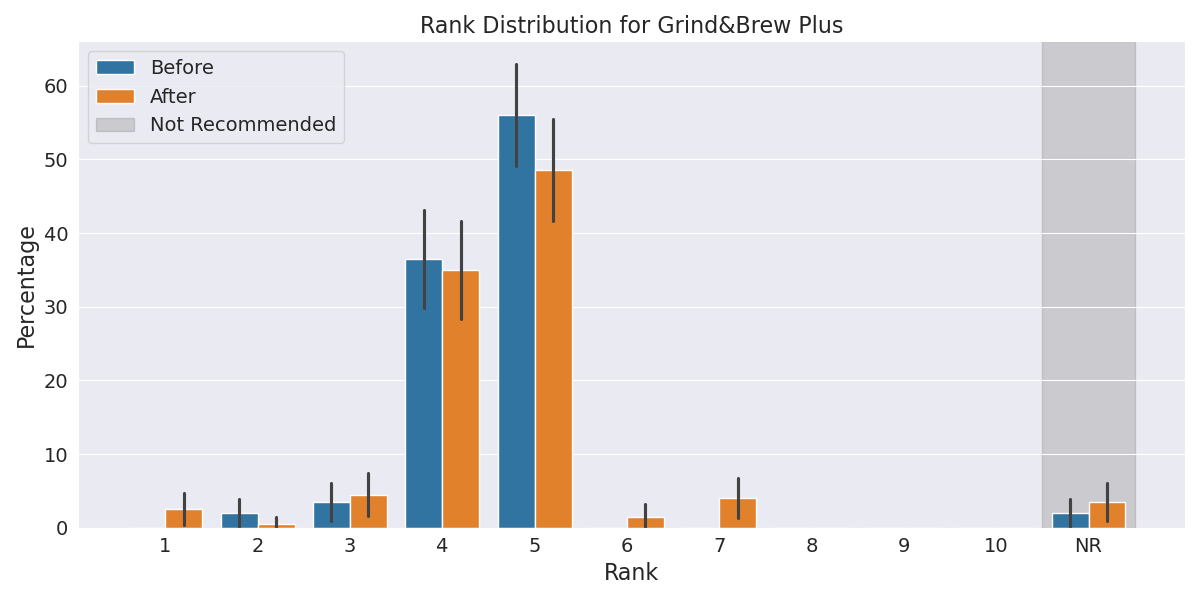 Rank Distribution for Grind&Brew Plus
Before
After
Not Recommended
Percentage
60
50
40
30
20
10
0
1 2 3 4 5 6 7 8 9 10 NR
Rank